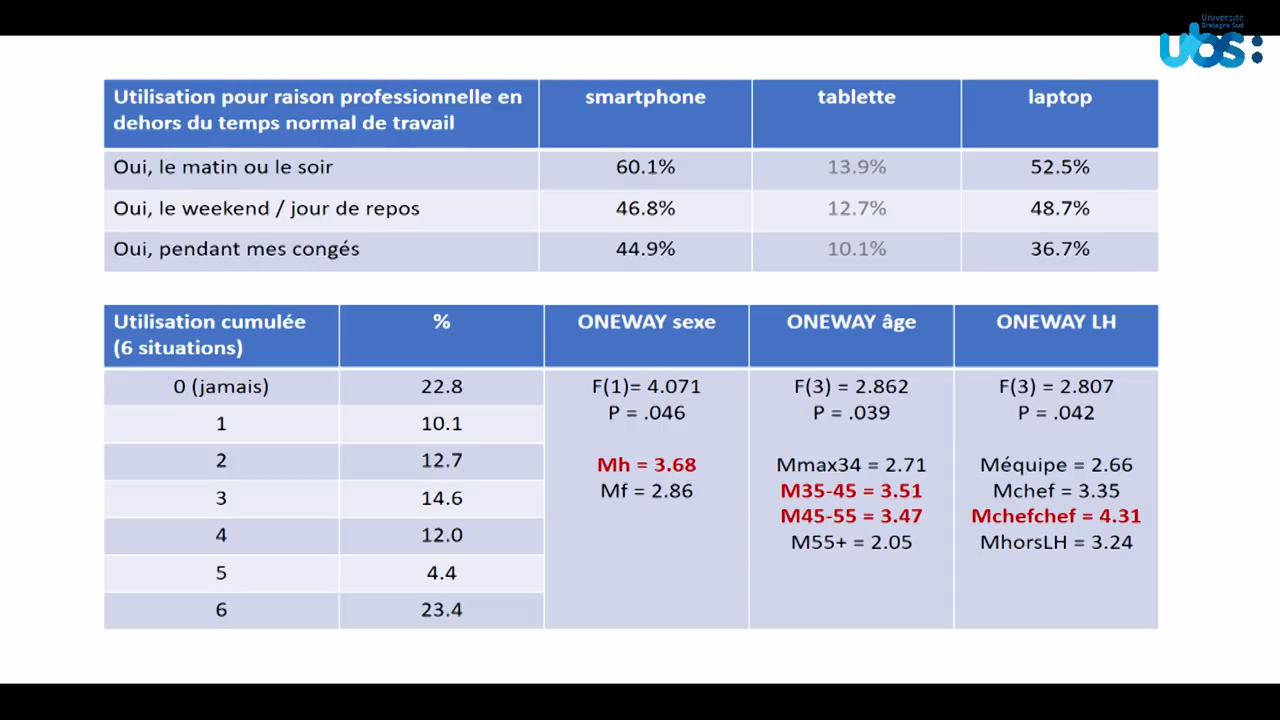 Université
Bretagne Sud
ubs:
Utilisation pour raison professionnelle en
dehors du temps normal de travail
smartphone
tablette
laptop
Oui, le matin ou le soir
60.1%
13.9%
52.5%
Oui, le weekend / jour de repos
46.8%
12.7%
48.7%
Oui, pendant mes congés
44.9%
10.1%
36.7%
Utilisation cumulée
(6 situations)
%
ONEWAY sexe
ONEWAY âge
ONEWAY LH
0 (jamais)
22.8
1
10.1
2
12.7
3
14.6
4
12.0
5
4.4
6
23.4
F(1)= 4.071
P = .046
Mh = 3.68
Mf = 2.86
F(3) = 2.862
P = .039
Mmax34 = 2.71
M35-45 = 3.51
M45-55 = 3.47
M55+ = 2.05
F(3) = 2.807
P = .042
Méquipe = 2.66
Mchef = 3.35
Mchefchef = 4.31
MhorsLH = 3.24